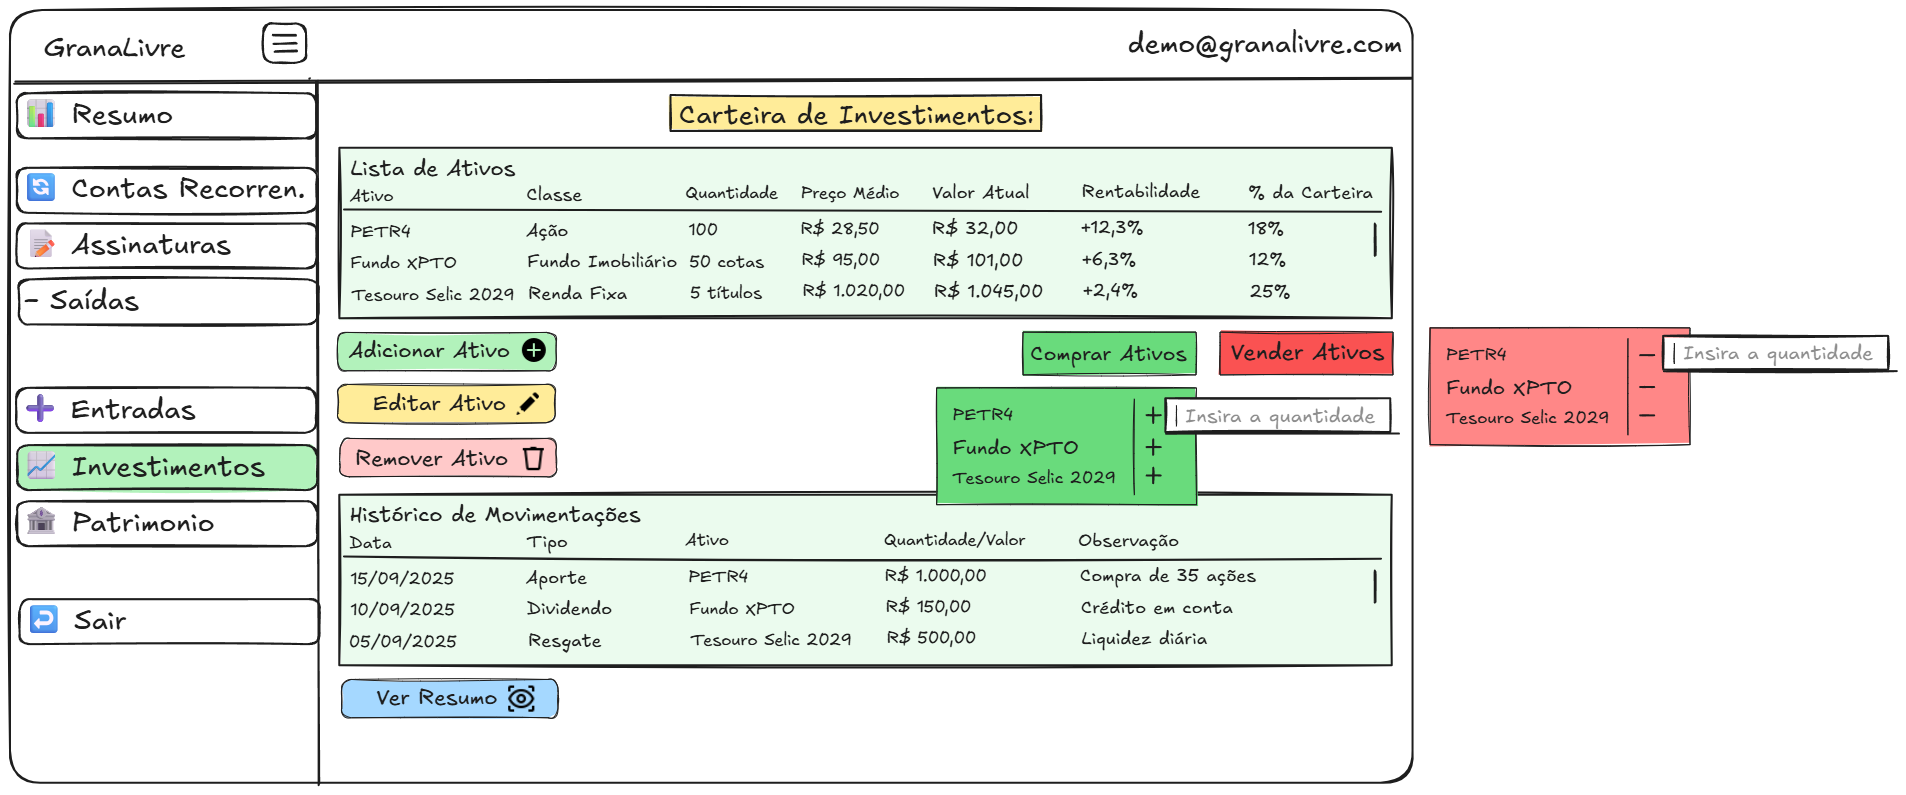 GranaLivre
demo@granalivre.com
Resumo
Contas Recorren.
Assinaturas
- Saídas
Entradas
Investimentos
Patrimonio
Sair
Carteira de Investimentos:
Lista de Ativos
Ativo Classe Quantidade Preço Médio Valor Atual Rentabilidade % da Carteira
PETR4 Ação 100 R$ 28,50 R$ 32,00 +12,3% 18%
Fundo XPTO Fundo Imobiliário 50 cotas R$ 95,00 R$ 101,00 +6,3% 12%
Tesouro Selic 2029 Renda Fixa 5 títulos R$ 1.020,00 R$ 1.045,00 +2,4% 25%
Adicionar Ativo
Editar Ativo
Remover Ativo
Comprar Ativos
Vender Ativos
PETR4 + Insira a quantidade
Fundo XPTO +
Tesouro Selic 2029 +
PETR4 - Insira a quantidade
Fundo XPTO -
Tesouro Selic 2029 -
Histórico de Movimentações
Data Tipo Ativo Quantidade/Valor Observação
15/09/2025 Aporte PETR4 R$ 1.000,00 Compra de 35 ações
10/09/2025 Dividendo Fundo XPTO R$ 150,00 Crédito em conta
05/09/2025 Resgate Tesouro Selic 2029 R$ 500,00 Liquidez diária
Ver Resumo